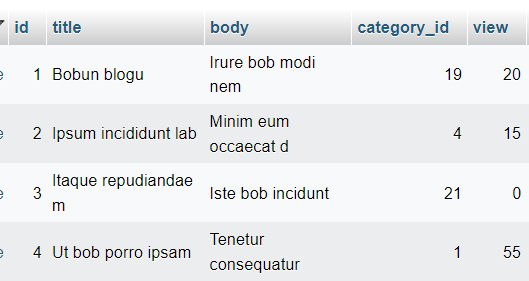 id title body category_id view
1 Bobun blogu Irure bob modi nem 19 20
2 Ipsum incididunt lab Minim eum occaecat d 4 15
3 Itaque repudiandae m Iste bob incidunt 21 0
4 Ut bob porro ipsam Tenetur consequatur 1 55